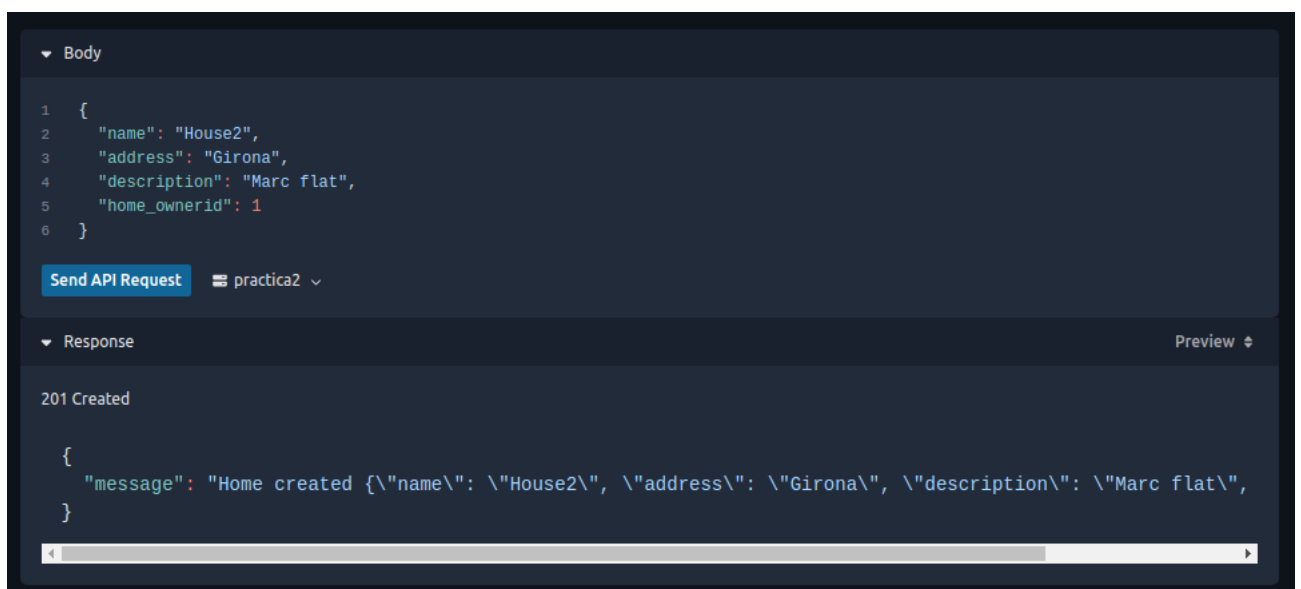 Body
1 {
2 "name": "House2",
3 "address": "Girona",
4 "description": "Marc flat",
5 "home_ownerid": 1
6 }
Send API Request practica2
Response Preview
201 Created
{
"message": "Home created {\"name\": \"House2\", \"address\": \"Girona\", \"description\": \"Marc flat\",
}